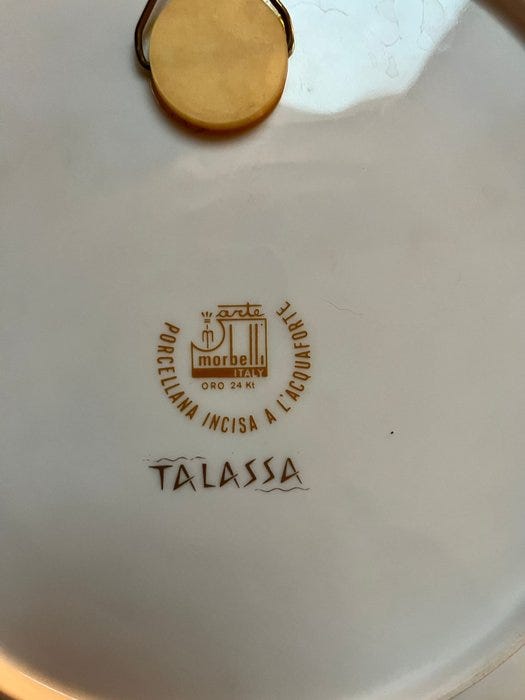 arte
morbelli
ITALY
ORO 24 Kt
PORCELLANA INCISA A L'ACQUAFORTE
TALASSA